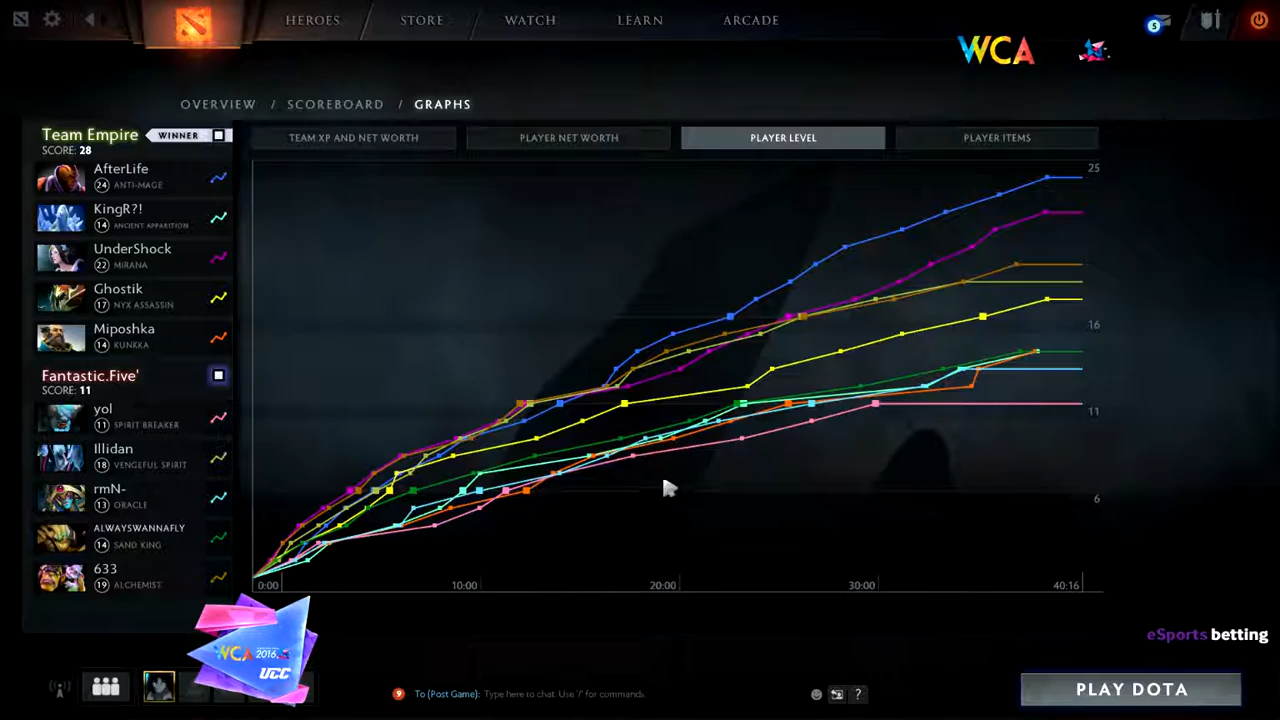 HEROES
STORE
WATCH
LEARN
ARCADE
5
WCA
OVERVIEW / SCOREBOARD / GRAPHS
Team Empire
WINNER
SCORE: 28
TEAM XP AND NET WORTH
PLAYER NET WORTH
PLAYER LEVEL
PLAYER ITEMS
AfterLife
24 ANTI-MAGE
KingR?!
14 ANCIENT APPARITION
UnderShock
22 MIRANA
Ghostik
17 NYX ASSASSIN
Miposhka
14 KUNKKA
Fantastic.Five'
SCORE: 11
yol
11 SPIRIT BREAKER
Illidan
18 VENGEFUL SPIRIT
rmN-
13 ORACLE
ALWAYSWANNAFLY
14 SAND KING
633
19 ALCHEMIST
25
16
11
6
0:00
10:00
20:00
30:00
40:16
WCA 2016
UCC
eSports betting
9 To (Post Game): Type here to chat. Use '/' for commands.
?
PLAY DOTA